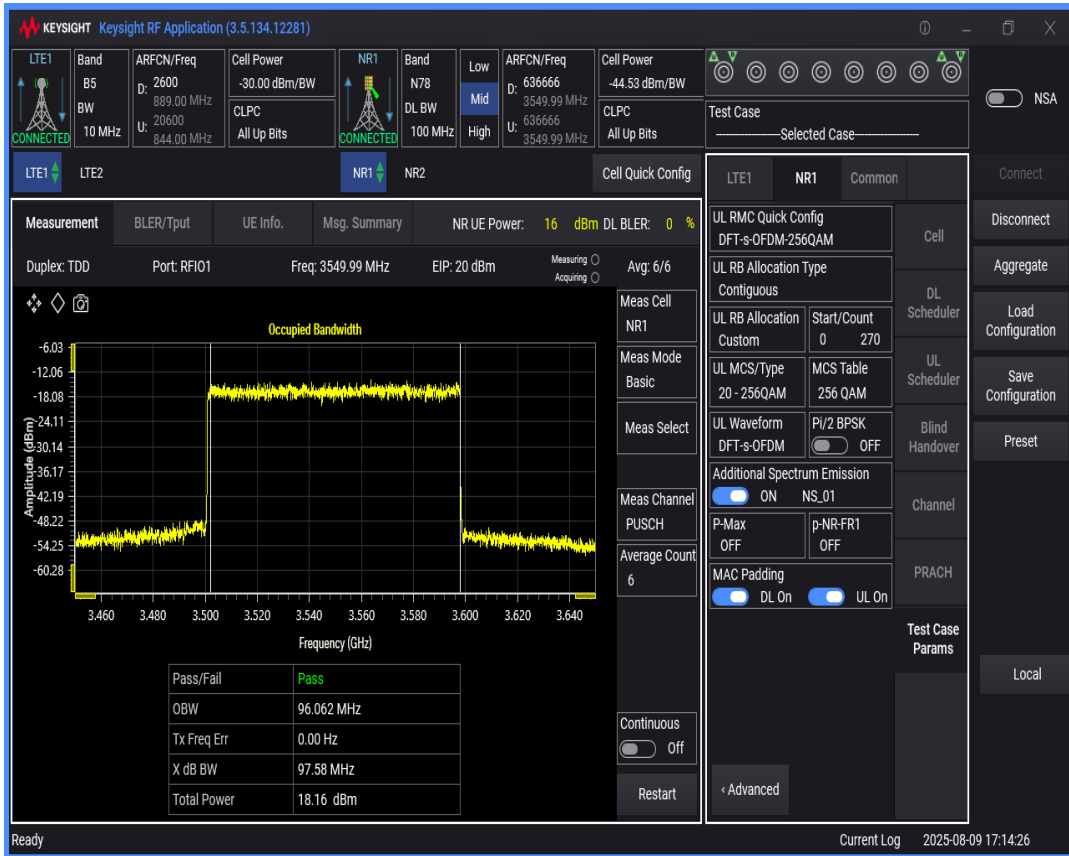 KEYSIGHT Keysight RF Application (3.5.134.12281)
LTE1 Band ARFCN/Freq Cell Power NR1 Band Low ARFCN/Freq Cell Power
B5 D: 2600 -30.00 dBm/BW N78 D: 636666 -44.53 dBm/BW
889.00 MHz 3549.99 MHz
BW CLPC DL BW Mid CLPC
U: 20600 U: 636666
CONNECTED 10 MHz 844.00 MHz All Up Bits CONNECTED 100 MHz High 3549.99 MHz All Up Bits
A B A B
Test Case
--------------------Selected Case--------------------
NSA
LTE1 LTE2 NR1 NR2 Cell Quick Config
Measurement BLER/Tput UE Info. Msg. Summary NR UE Power: 16 dBm DL BLER: 0 %
Duplex: TDD Port: RFIO1 Freq: 3549.99 MHz EIP: 20 dBm Measuring Avg: 6/6
Acquiring
Occupied Bandwidth
Amplitude (dBm)
-6.03
-12.06
-18.08
-24.11
-30.14
-36.17
-42.19
-48.22
-54.25
-60.28
3.460 3.480 3.500 3.520 3.540 3.560 3.580 3.600 3.620 3.640
Frequency (GHz)
Pass/Fail Pass
OBW 96.062 MHz
Tx Freq Err 0.00 Hz
X dB BW 97.58 MHz
Total Power 18.16 dBm
Meas Cell
NR1
Meas Mode
Basic
Meas Select
Meas Channel
PUSCH
Average Count
6
Continuous
Off
Restart
LTE1 NR1 Common
UL RMC Quick Config
DFT-s-OFDM-256QAM
UL RB Allocation Type
Contiguous
UL RB Allocation Start/Count
Custom 0 270
UL MCS/Type MCS Table
20 - 256QAM 256 QAM
UL Waveform Pi/2 BPSK
DFT-s-OFDM OFF
Additional Spectrum Emission
ON NS_01
P-Max p-NR-FR1
OFF OFF
MAC Padding
DL On UL On
‹ Advanced
Cell
DL
Scheduler
UL
Scheduler
Blind
Handover
Channel
PRACH
Test Case
Params
Connect
Disconnect
Aggregate
Load
Configuration
Save
Configuration
Preset
Local
Ready Current Log 2025-08-09 17:14:26